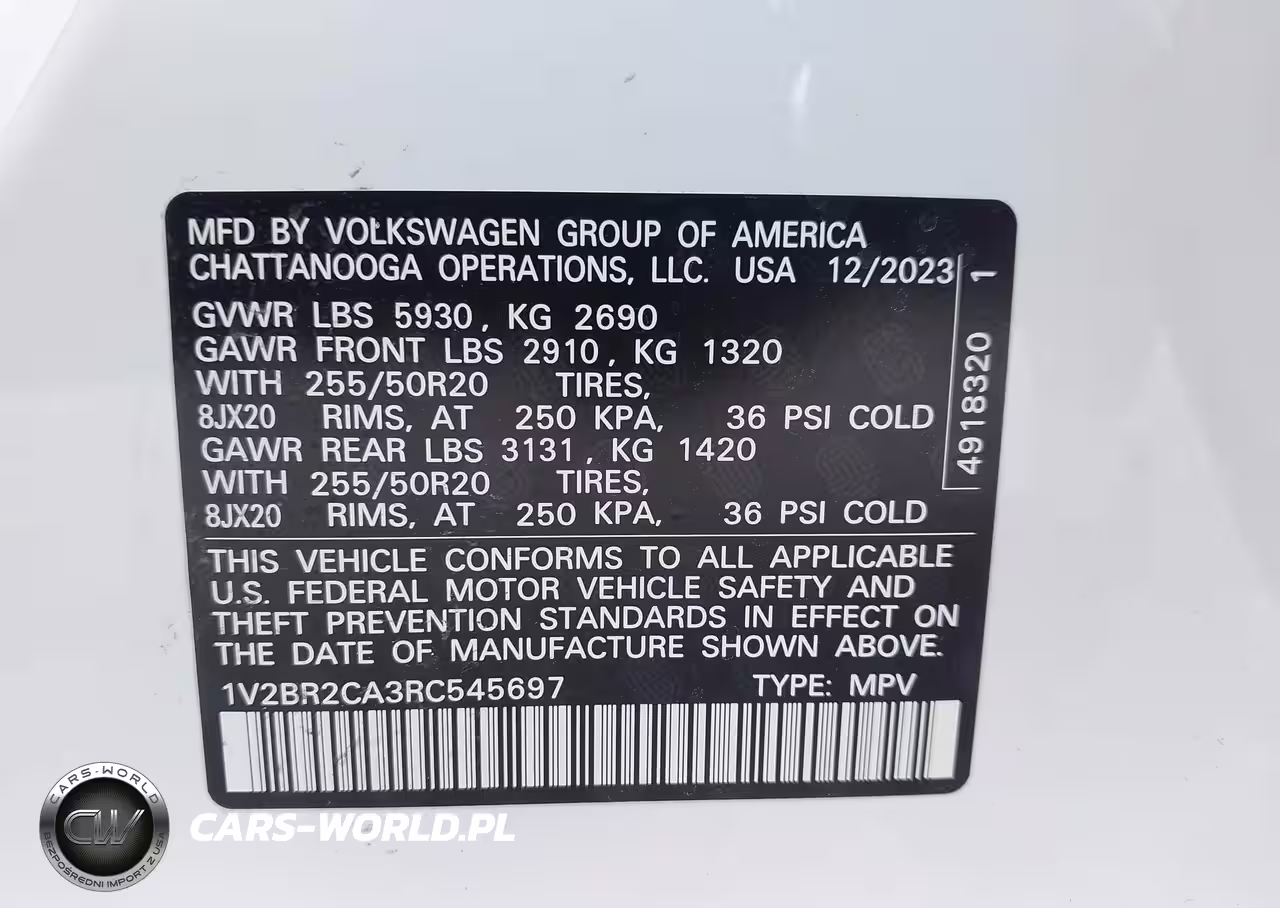 MFD BY VOLKSWAGEN GROUP OF AMERICA
CHATTANOOGA OPERATIONS, LLC. USA 12/2023
GVWR LBS 5930, KG 2690
GAWR FRONT LBS 2910, KG 1320
WITH 255/50R20 TIRES,
8JX20 RIMS, AT 250 KPA, 36 PSI COLD
GAWR REAR LBS 3131, KG 1420
WITH 255/50R20 TIRES,
8JX20 RIMS, AT 250 KPA, 36 PSI COLD
4918320 1
THIS VEHICLE CONFORMS TO ALL APPLICABLE
U.S. FEDERAL MOTOR VEHICLE SAFETY AND
THEFT PREVENTION STANDARDS IN EFFECT ON
THE DATE OF MANUFACTURE SHOWN ABOVE.
1V2BR2CA3RC545697 TYPE: MPV
CARS-WORLD
CW
BEZPOŚREDNI IMPORT Z USA
CARS-WORLD.PL